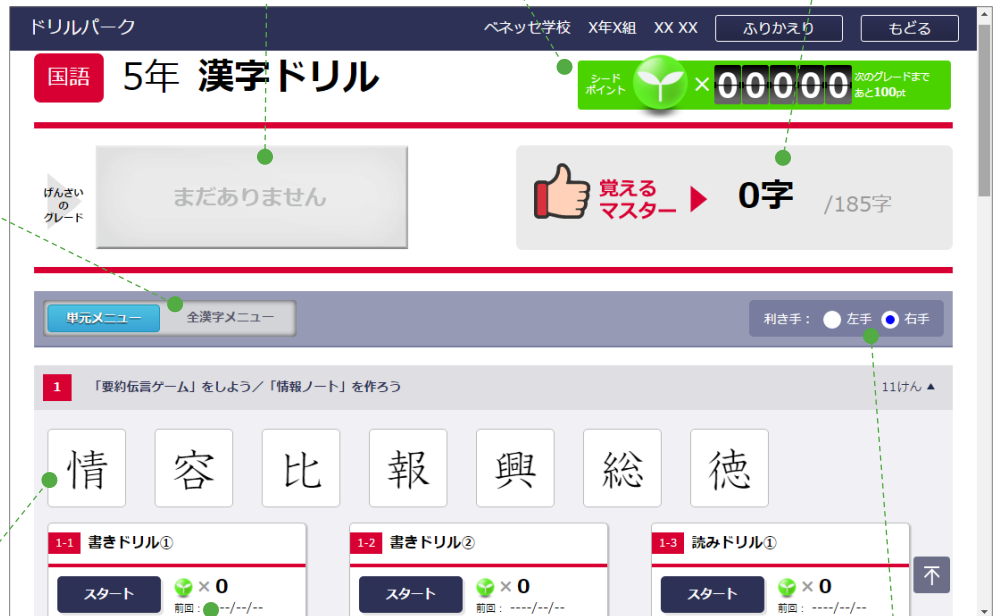 ドリルパーク
ベネッセ学校 X年X組 XX XX ふりかえり もどる
国語 5年 漢字ドリル
シード
ポイント
×00000
次のグレードまで
あと100pt
げんざい
の
グレード
まだありません
覚える
マスター
0字 /185字
単元メニュー 全漢字メニュー
利き手： 左手 右手
1 「要約伝言ゲーム」をしよう／「情報ノート」を作ろう 11けん▲
情 容 比 報 興 総 徳
1-1 書きドリル① 1-2 書きドリル② 1-3 読みドリル①
スタート ×0 スタート ×0 スタート ×0
前回： ----/--/-- 前回： ----/--/-- 前回： ----/--/--